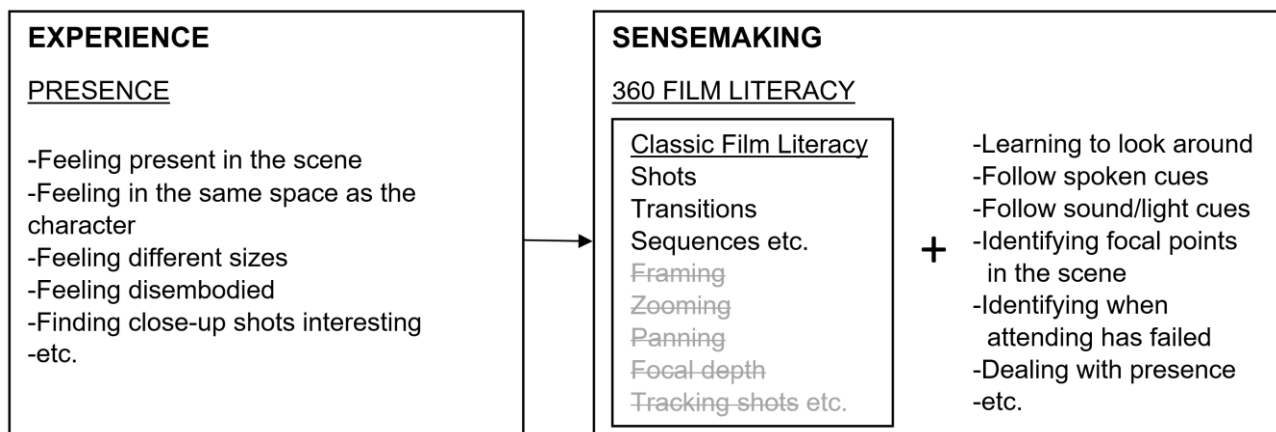 EXPERIENCE
PRESENCE
-Feeling present in the scene
-Feeling in the same space as the
character
-Feeling different sizes
-Feeling disembodied
-Finding close-up shots interesting
-etc.
SENSEMAKING
360 FILM LITERACY
Classic Film Literacy
Shots
Transitions
Sequences etc.
Framing
Zooming
Panning
Focal depth
Tracking shots etc.
+
-Learning to look around
-Follow spoken cues
-Follow sound/light cues
-Identifying focal points
in the scene
-Identifying when
attending has failed
-Dealing with presence
-etc.